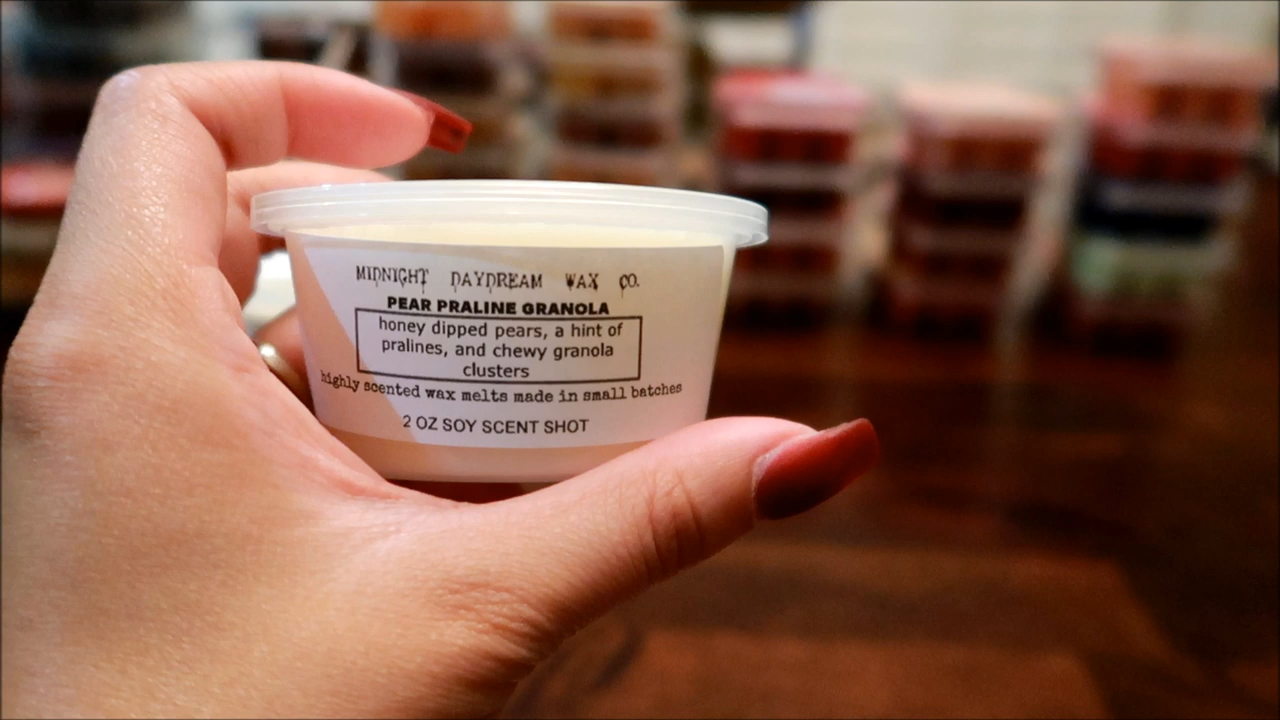 MIDNIGHT DAYDREAM WAX CO.
PEAR PRALINE GRANOLA
honey dipped pears, a hint of
pralines, and chewy granola
clusters
highly scented wax melts made in small batches
2 OZ SOY SCENT SHOT